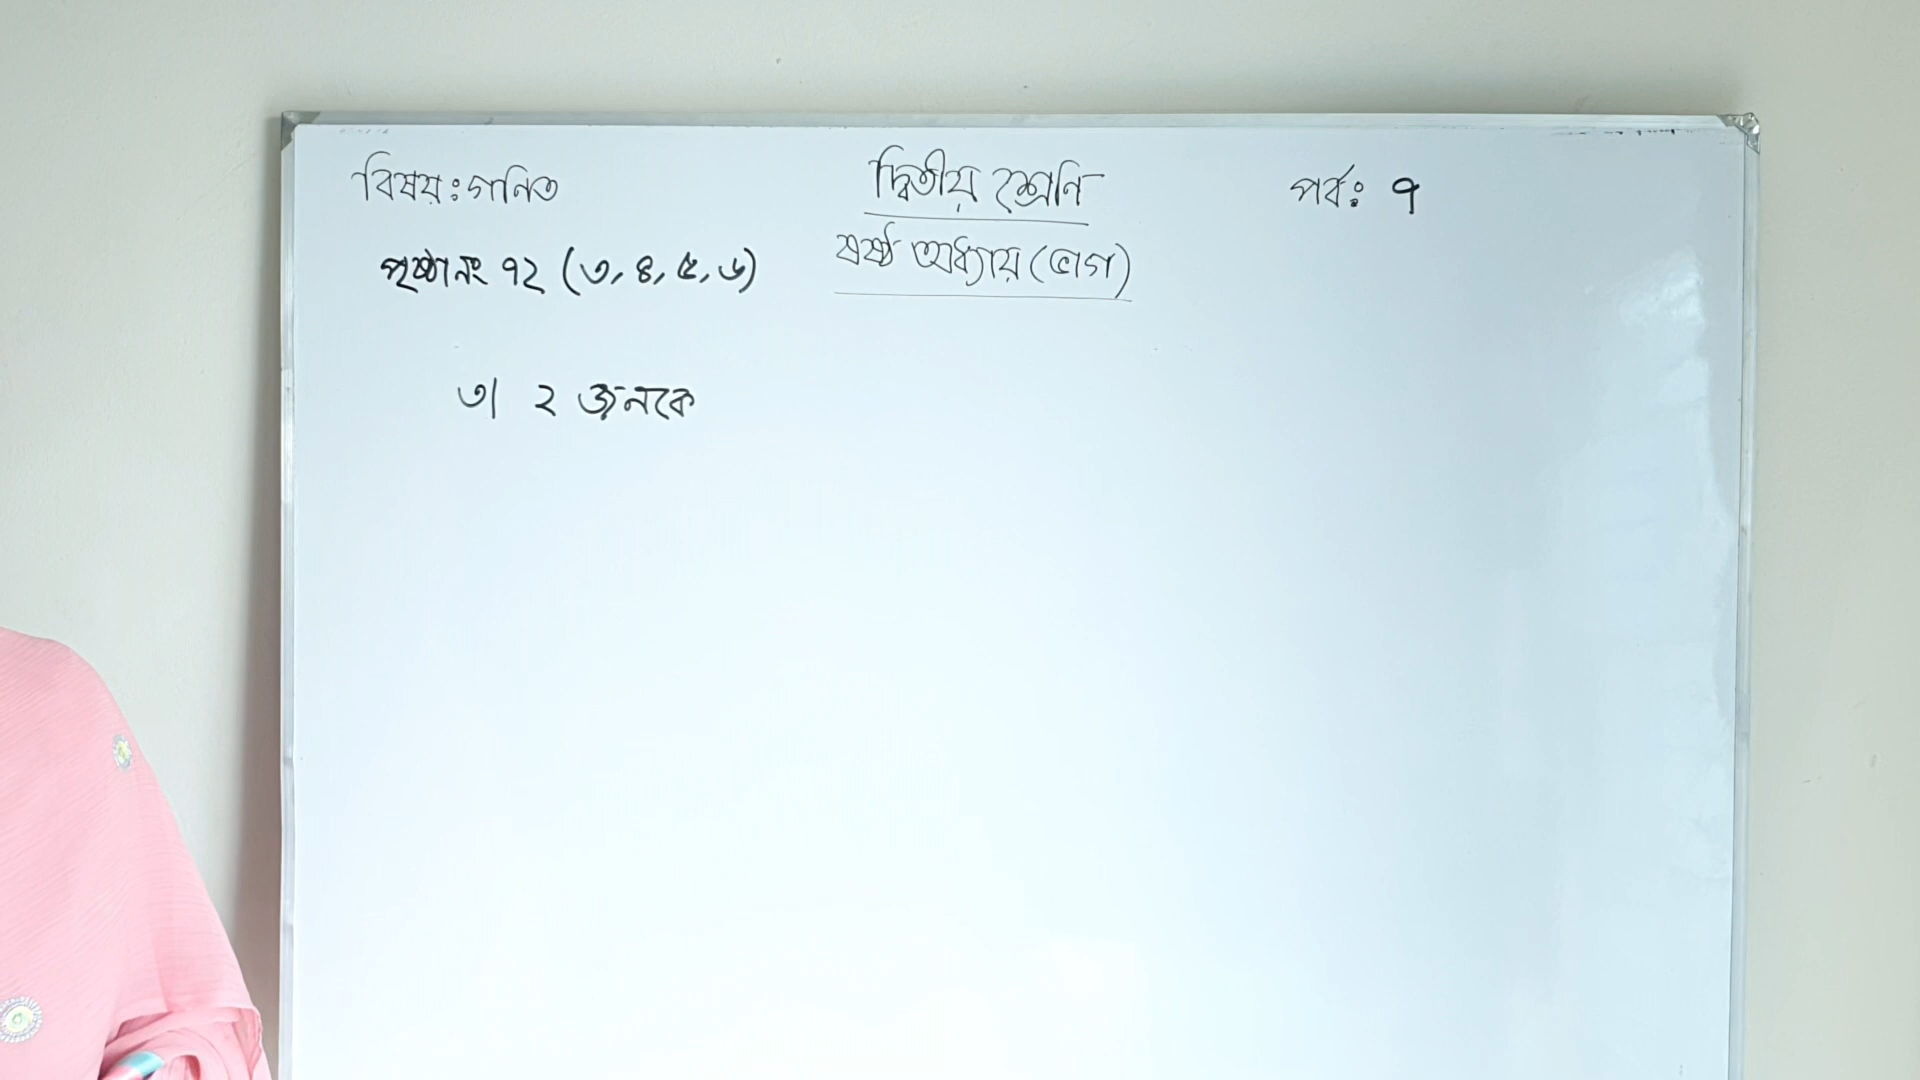 বিষয়ঃ গনিত
দ্বিতীয় শ্রেণি
পর্বঃ ৭
ষষ্ঠ অধ্যায় (ভাগ)
পৃষ্ঠা নং ৭২ (৩, ৪, ৫, ৬)
৩। ২ জনকে